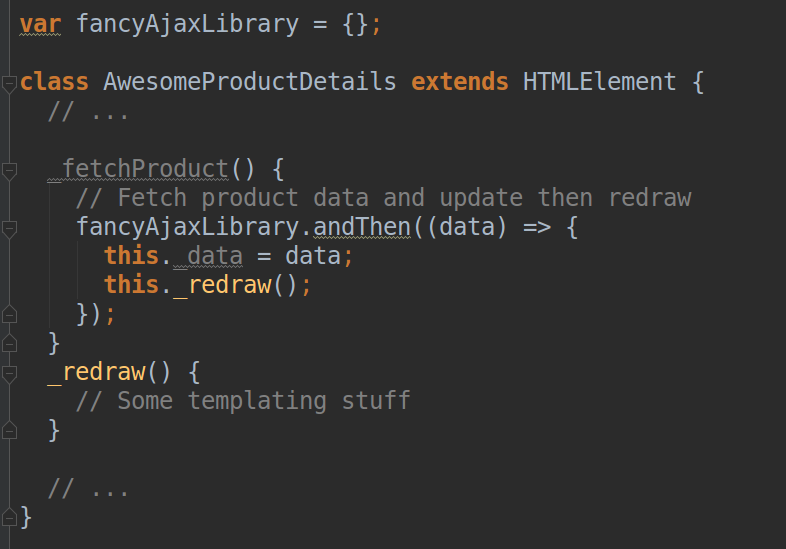 var fancyAjaxLibrary = {};
class AwesomeProductDetails extends HTMLElement {
// ...
_fetchProduct() {
// Fetch product data and update then redraw
fancyAjaxLibrary.andThen((data) => {
this._data = data;
this._redraw();
});
}
_redraw() {
// Some templating stuff
}
// ...
}